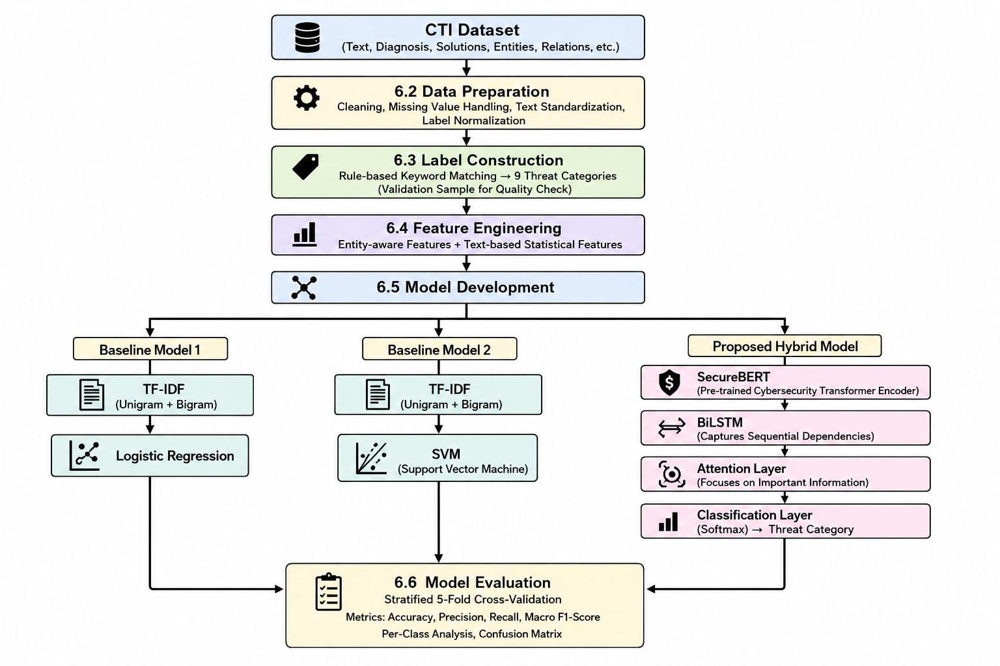 CTI Dataset
(Text, Diagnosis, Solutions, Entities, Relations, etc.)
6.2 Data Preparation
Cleaning, Missing Value Handling, Text Standardization,
Label Normalization
6.3 Label Construction
Rule-based Keyword Matching → 9 Threat Categories
(Validation Sample for Quality Check)
6.4 Feature Engineering
Entity-aware Features + Text-based Statistical Features
6.5 Model Development
Baseline Model 1
TF-IDF
(Unigram + Bigram)
Logistic Regression
Baseline Model 2
TF-IDF
(Unigram + Bigram)
SVM
(Support Vector Machine)
Proposed Hybrid Model
$
SecureBERT
(Pre-trained Cybersecurity Transformer Encoder)
BiLSTM
(Captures Sequential Dependencies)
Attention Layer
(Focuses on Important Information)
Classification Layer
(Softmax) → Threat Category
6.6 Model Evaluation
Stratified 5-Fold Cross-Validation
Metrics: Accuracy, Precision, Recall, Macro F1-Score
Per-Class Analysis, Confusion Matrix